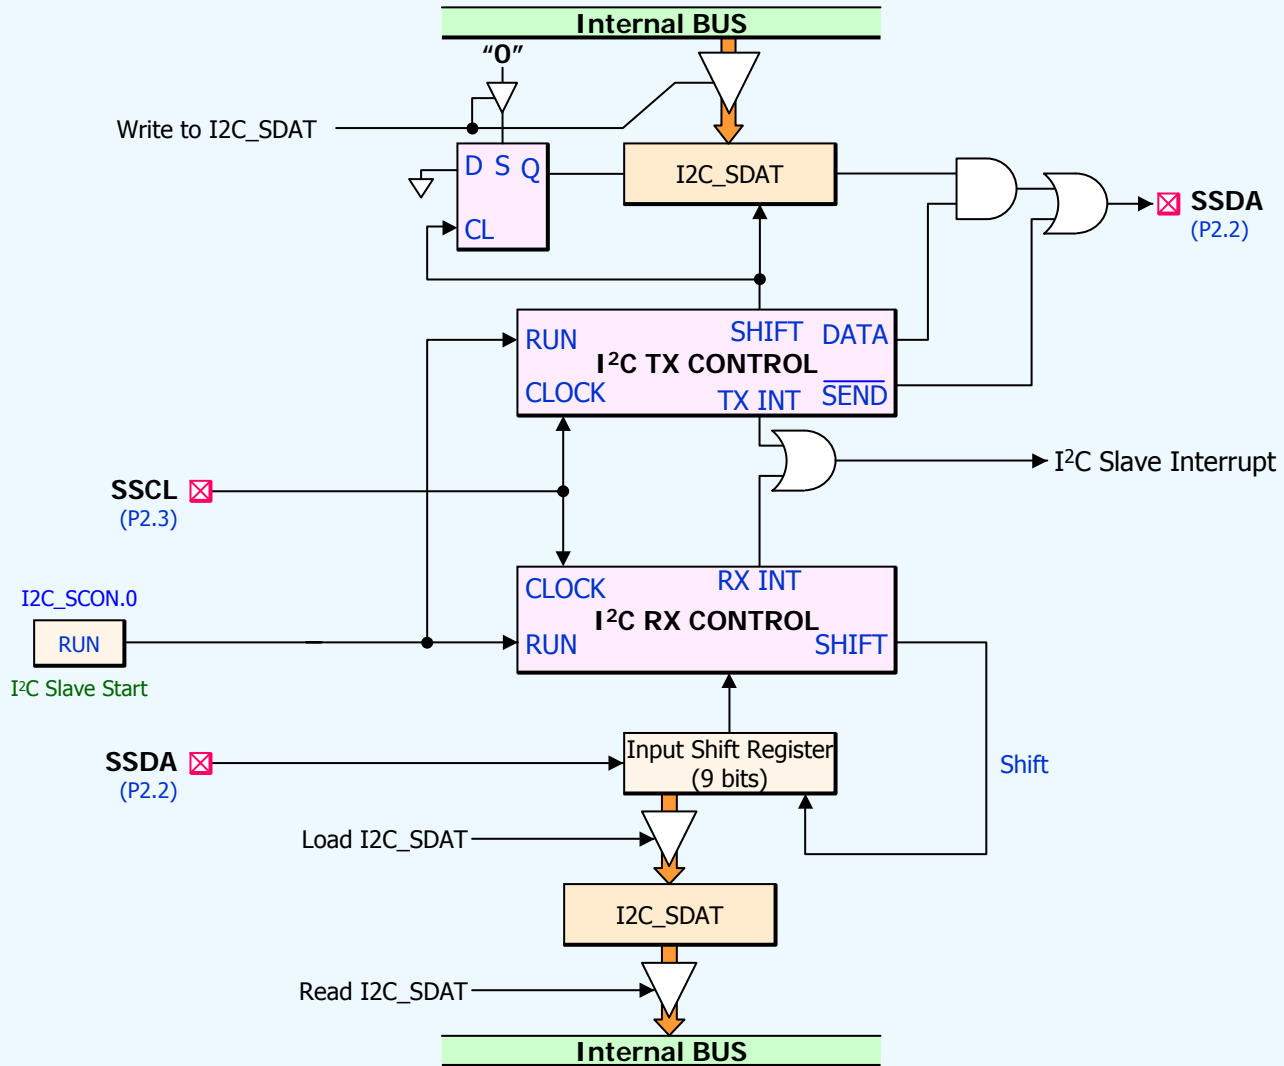 Internal BUS
“0”
Write to I2C_SDAT
D S Q
CL
I2C_SDAT
SSDA
(P2.2)
RUN
SHIFT
DATA
I²C TX CONTROL
CLOCK
TX INT
SEND
I²C Slave Interrupt
SSCL
(P2.3)
CLOCK
RX INT
I²C RX CONTROL
RUN
SHIFT
I2C_SCON.0
RUN
I²C Slave Start
SSDA
(P2.2)
Input Shift Register
(9 bits)
Shift
Load I2C_SDAT
I2C_SDAT
Read I2C_SDAT
Internal BUS